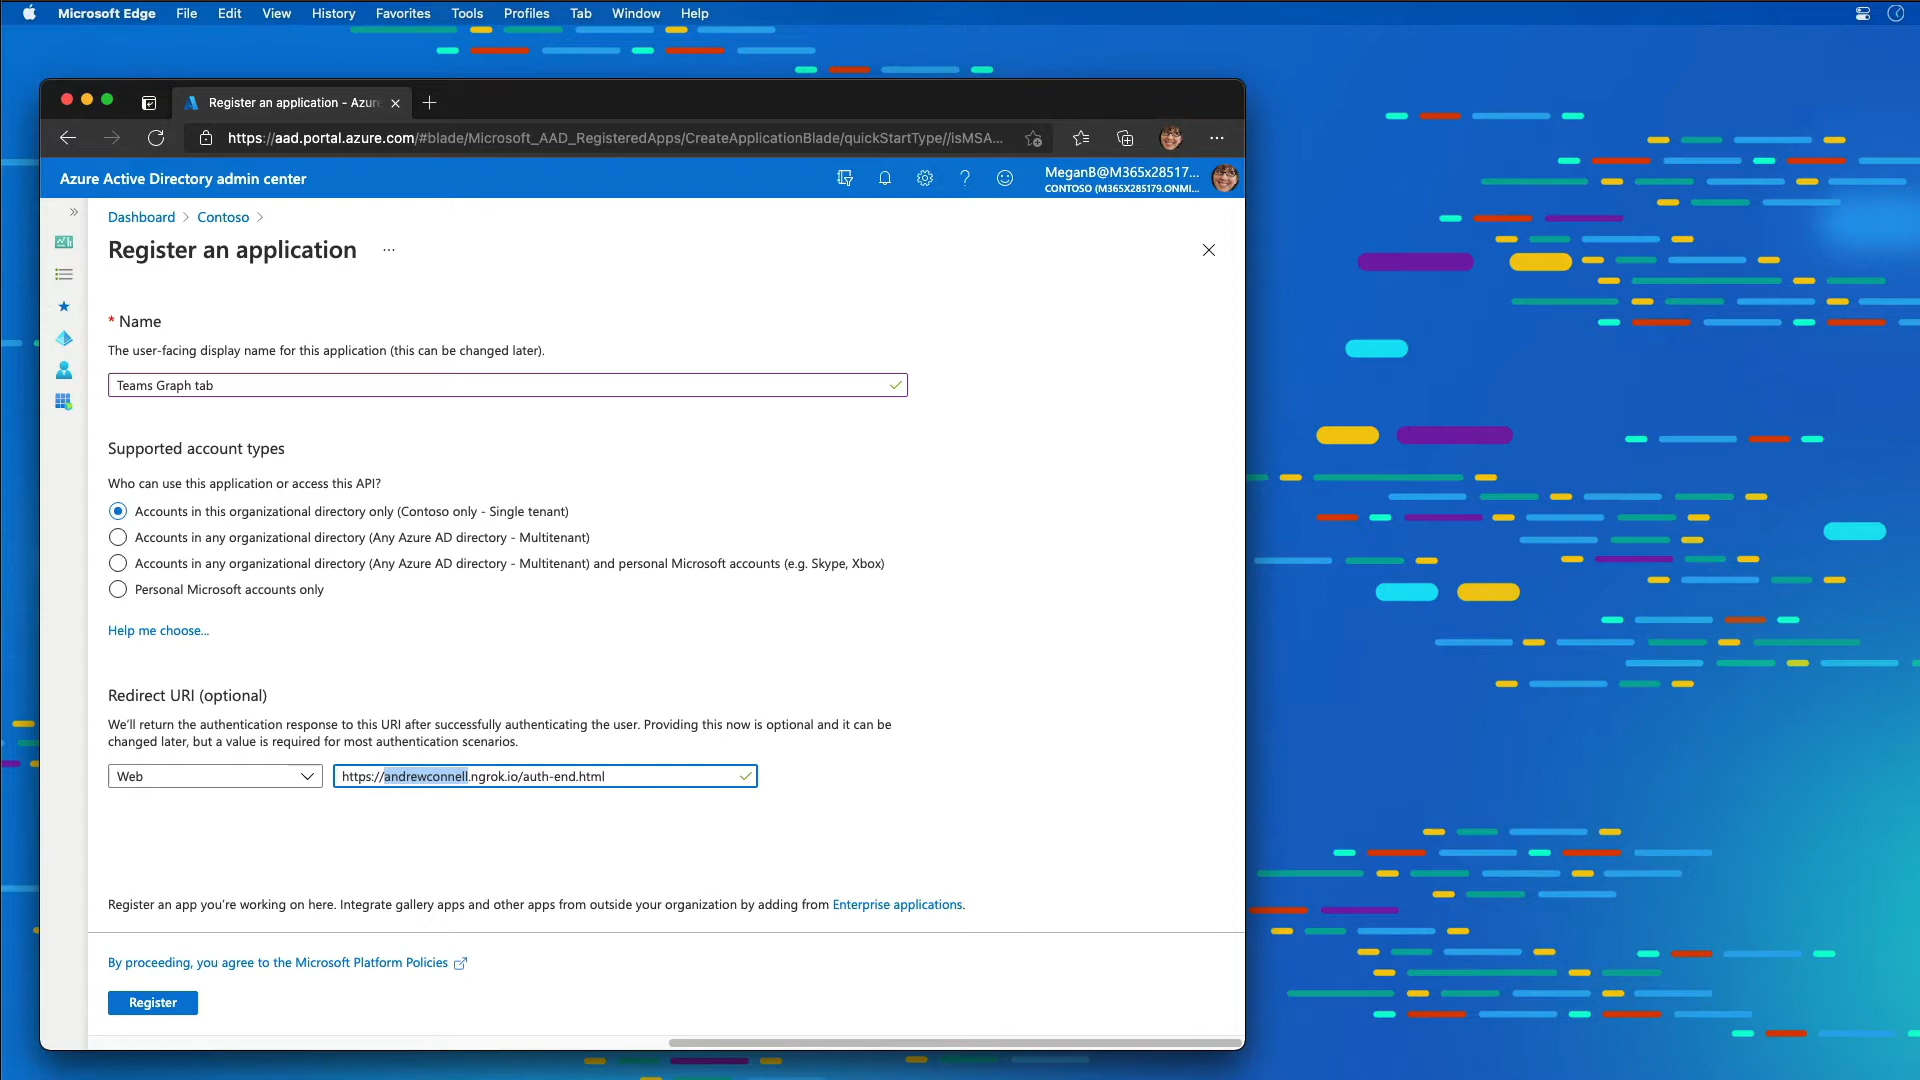 Microsoft Edge File Edit View History Favorites Tools Profiles Tab Window Help
Register an application - Azure
https://aad.portal.azure.com/#blade/Microsoft_AAD_RegisteredApps/CreateApplicationBlade/quickStartType//isMSA...
Azure Active Directory admin center
MeganB@M365x28517...
CONTOSO (M365X285179.ONMI...
Dashboard > Contoso >
Register an application ...
* Name
The user-facing display name for this application (this can be changed later).
Teams Graph tab
Supported account types
Who can use this application or access this API?
Accounts in this organizational directory only (Contoso only - Single tenant)
Accounts in any organizational directory (Any Azure AD directory - Multitenant)
Accounts in any organizational directory (Any Azure AD directory - Multitenant) and personal Microsoft accounts (e.g. Skype, Xbox)
Personal Microsoft accounts only
Help me choose...
Redirect URI (optional)
We'll return the authentication response to this URI after successfully authenticating the user. Providing this now is optional and it can be
changed later, but a value is required for most authentication scenarios.
Web https://andrewconnell.ngrok.io/auth-end.html
Register an app you're working on here. Integrate gallery apps and other apps from outside your organization by adding from Enterprise applications.
By proceeding, you agree to the Microsoft Platform Policies
Register